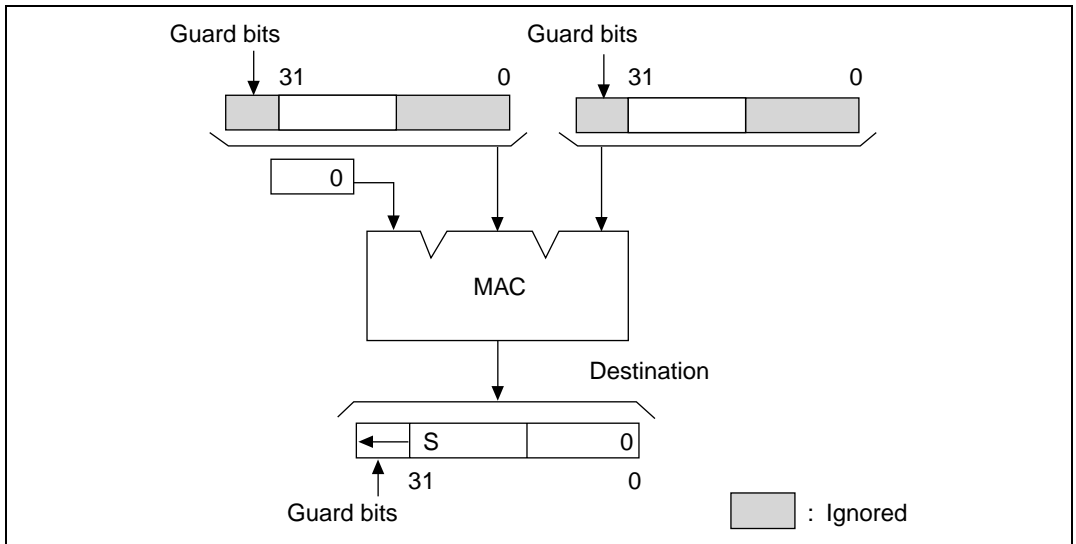 Guard bits
Guard bits
31 0
31 0
0
MAC
Destination
S 0
31 0
Guard bits
: Ignored